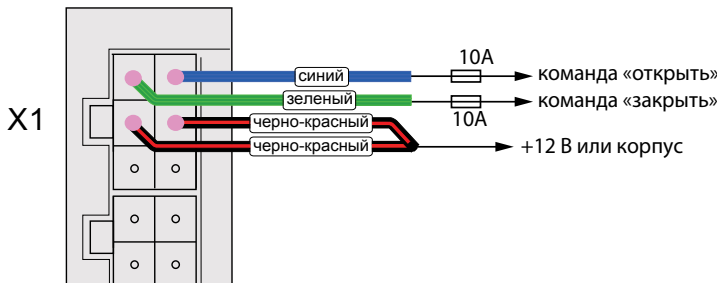 10А
синий
команда «открыть»
зеленый
команда «закрыть»
10А
X1
черно-красный
черно-красный
+12 В или корпус